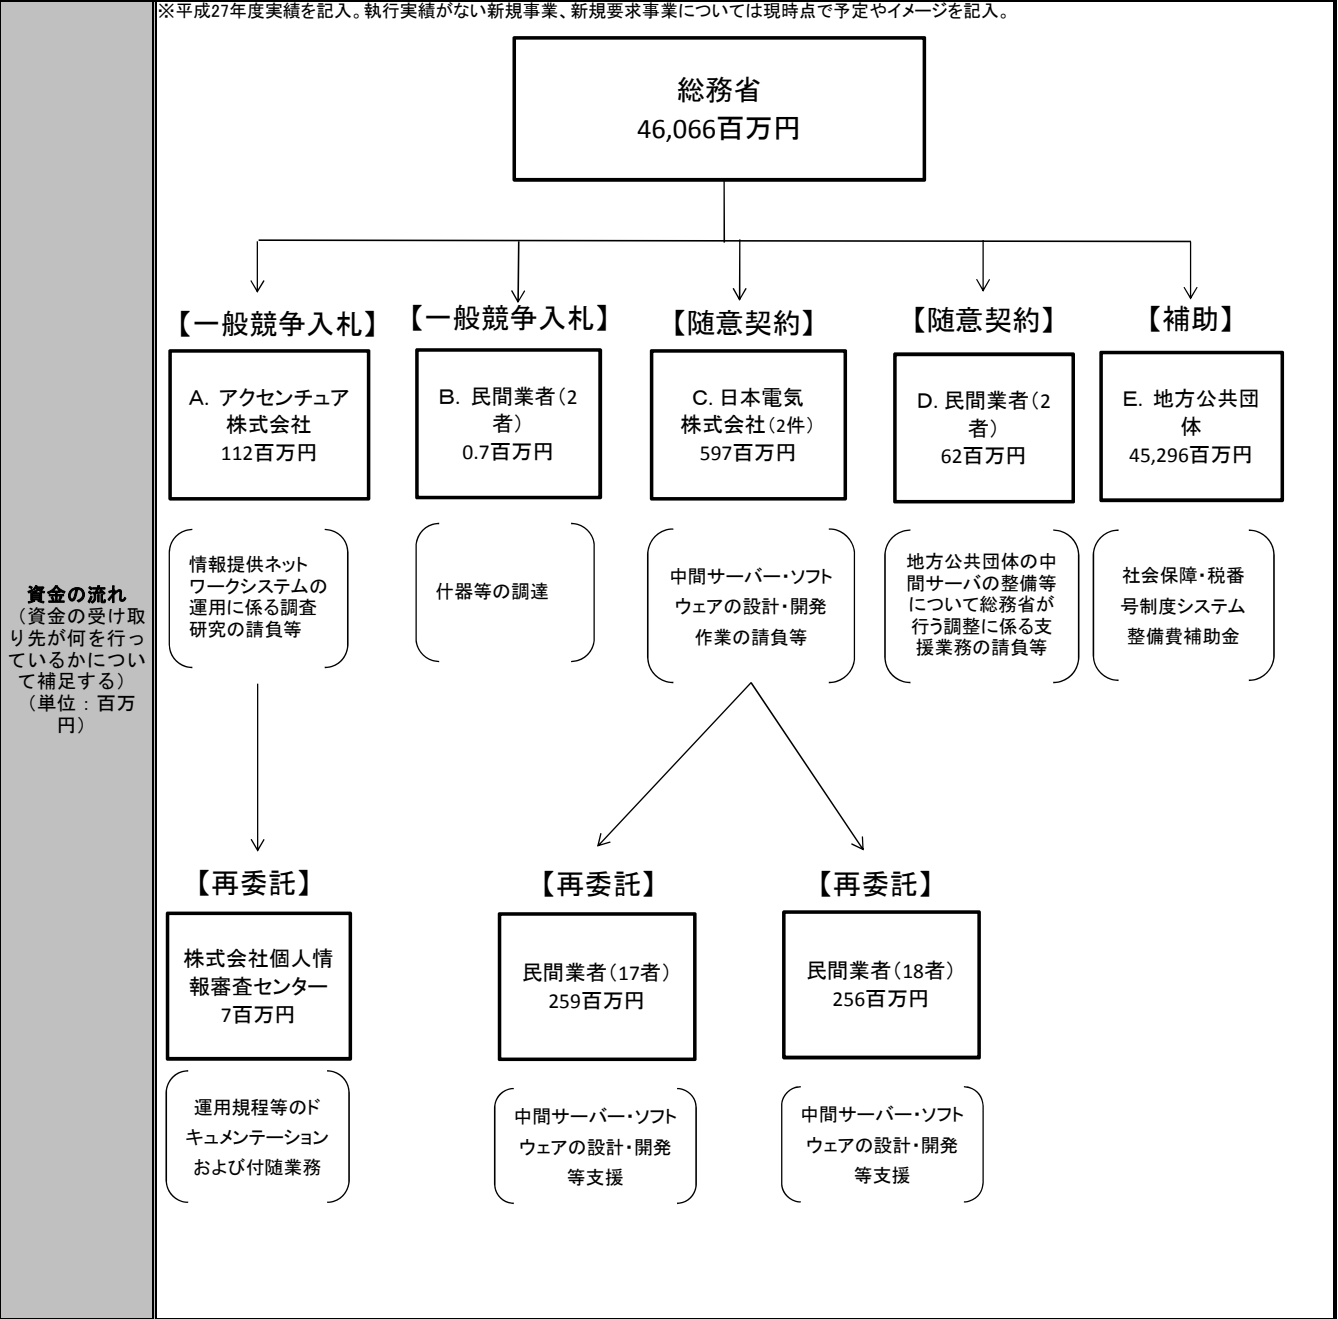 ※平成27年度実績を記入。執行実績がない新規事業、新規要求事業については現時点で予定やイメージを記入。
資金の流れ
（資金の受け取
り先が何を行っ
ているかについ
て補足する）
（単位：百万
円）
総務省
46,066百万円
【一般競争入札】
A. アクセンチュア
株式会社
112百万円
情報提供ネット
ワークシステムの
運用に係る調査
研究の請負等
【一般競争入札】
B. 民間業者（2
者）
0.7百万円
什器等の調達
【随意契約】
C. 日本電気
株式会社（2件）
597百万円
中間サーバー・ソフト
ウェアの設計・開発
作業の請負等
【随意契約】
D. 民間業者（2
者）
62百万円
地方公共団体の中
間サーバの整備等
について総務省が
行う調整に係る支
援業務の請負等
【補助】
E. 地方公共団
体
45,296百万円
社会保障・税番
号制度システム
整備費補助金
【再委託】
株式会社個人情
報審査センター
7百万円
運用規程等のド
キュメンテーション
および付随業務
【再委託】
民間業者（17者）
259百万円
中間サーバー・ソフト
ウェアの設計・開発
等支援
【再委託】
民間業者（18者）
256百万円
中間サーバー・ソフト
ウェアの設計・開発
等支援